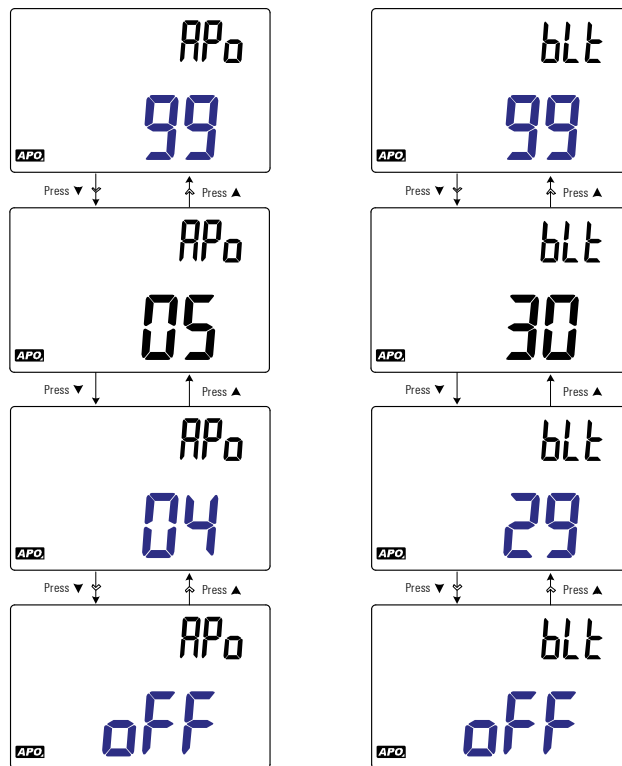 APo bLt
99 99
APO APO
Press ▼ Press ▲ Press ▼ Press ▲
APo bLt
05 30
APO APO
Press ▼ Press ▲ Press ▼ Press ▲
APo bLt
04 29
APO APO
Press ▼ Press ▲ Press ▼ Press ▲
APo bLt
oFF oFF
APO APO